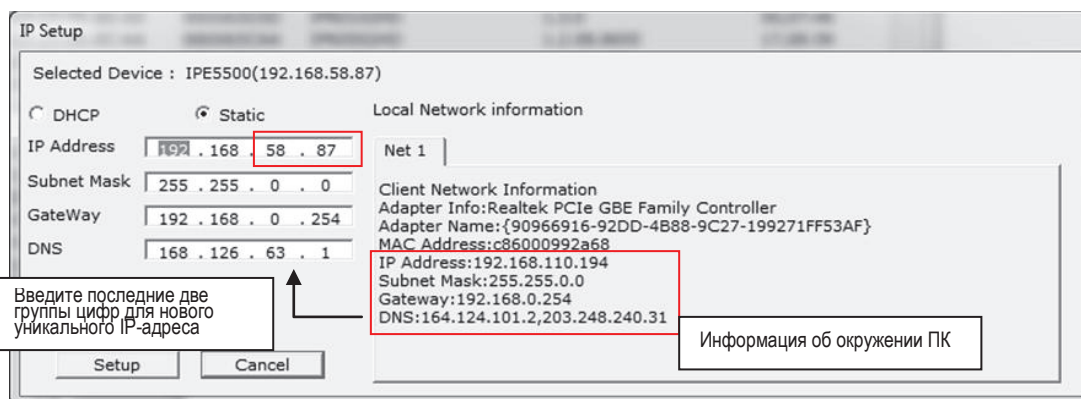 IP Setup
Selected Device : IPE5500(192.168.58.87)
DHCP
Static
IP Address
192 . 168 . 58 . 87
Subnet Mask
255 . 255 . 0 . 0
GateWay
192 . 168 . 0 . 254
DNS
168 . 126 . 63 . 1
Введите последние две
группы цифр для нового
уникального IP-адреса
Setup
Cancel
Local Network information
Net 1
Client Network Information
Adapter Info:Realtek PCIe GBE Family Controller
Adapter Name:{90966916-92DD-4B88-9C27-199271FF53AF}
MAC Address:c86000992a68
IP Address:192.168.110.194
Subnet Mask:255.255.0.0
Gateway:192.168.0.254
DNS:164.124.101.2,203.248.240.31
Информация об окружении ПК